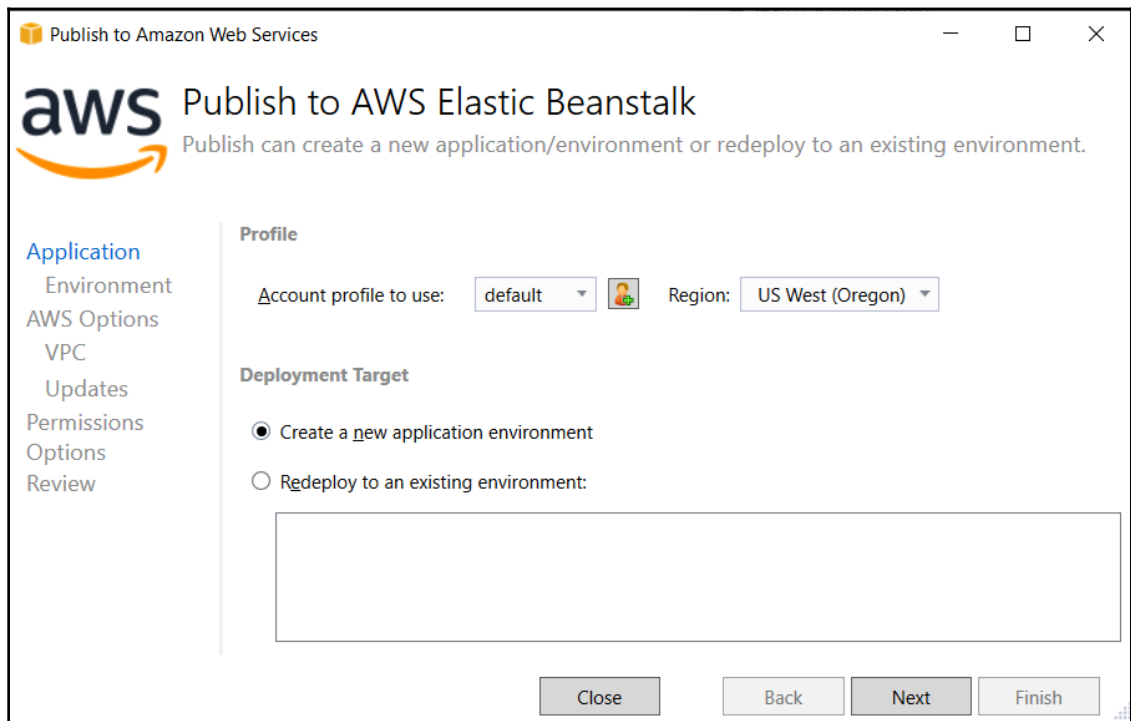 Publish to Amazon Web Services
aws
Publish to AWS Elastic Beanstalk
Publish can create a new application/environment or redeploy to an existing environment.
Application
Environment
AWS Options
VPC
Updates
Permissions
Options
Review
Profile
Account profile to use: default Region: US West (Oregon)
Deployment Target
Create a new application environment
Redeploy to an existing environment:
Close Back Next Finish